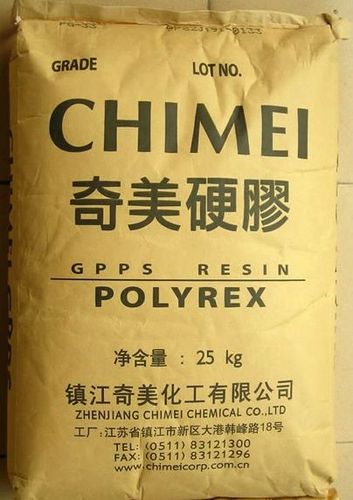 PG-33
GRADE LOT NO.
CHIMEI
奇美硬膠
GPPS RESIN
POLYREX
净含量 : 25 kg
镇江奇美化工有限公司
ZHENJIANG CHIMEI CHEMICAL CO.,LTD
工厂:江苏省镇江市新区大港韩峰路18号
TEL: (0511) 83121300
FAX: (0511) 83121296
www.chimeicorp.com.cn